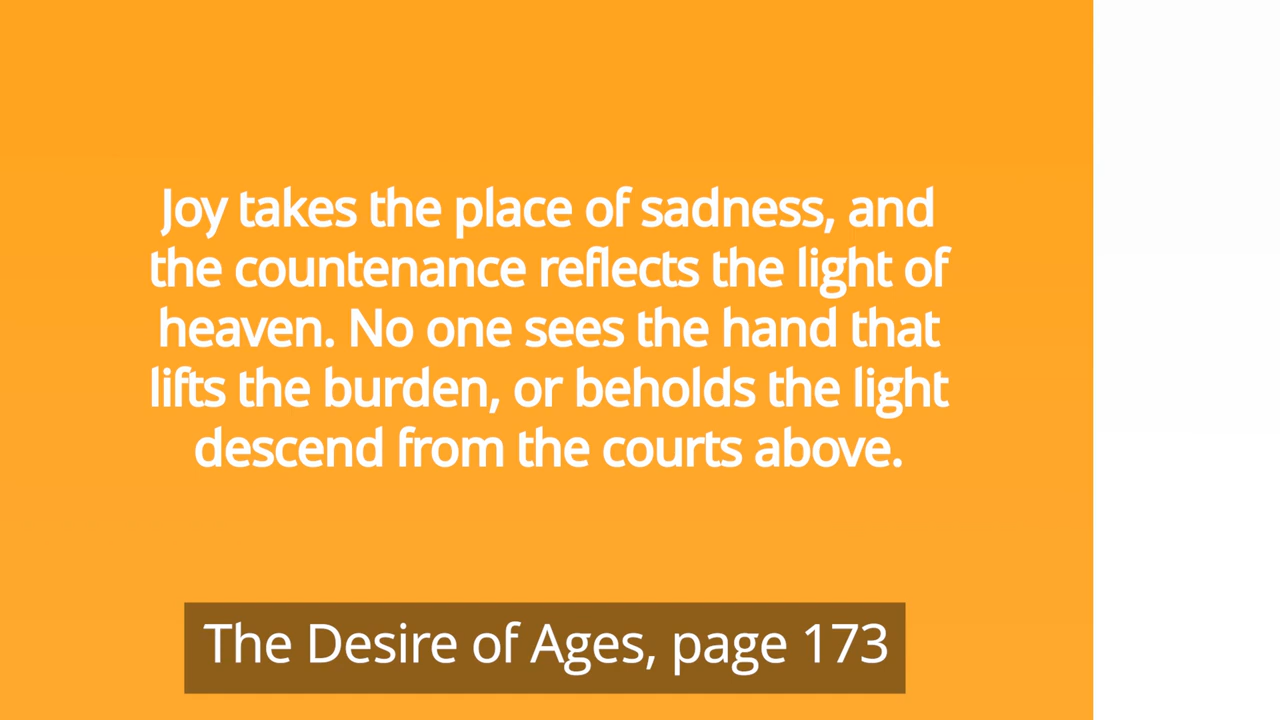 Joy takes the place of sadness, and
the countenance reflects the light of
heaven. No one sees the hand that
lifts the burden, or beholds the light
descend from the courts above.
The Desire of Ages, page 173